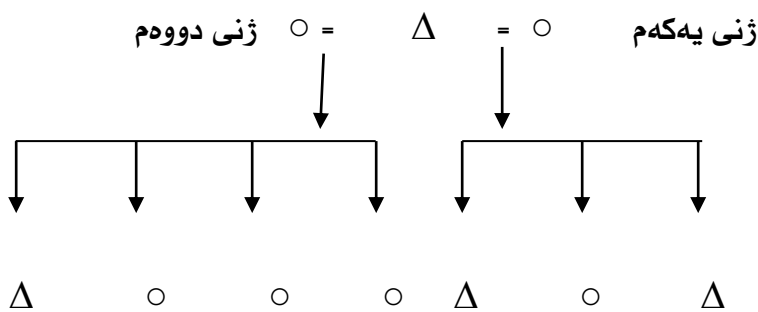 ژنی یەکەم ○ = Δ = ○ ژنی دووەم
Δ ○ Δ ○ ○ ○ Δ